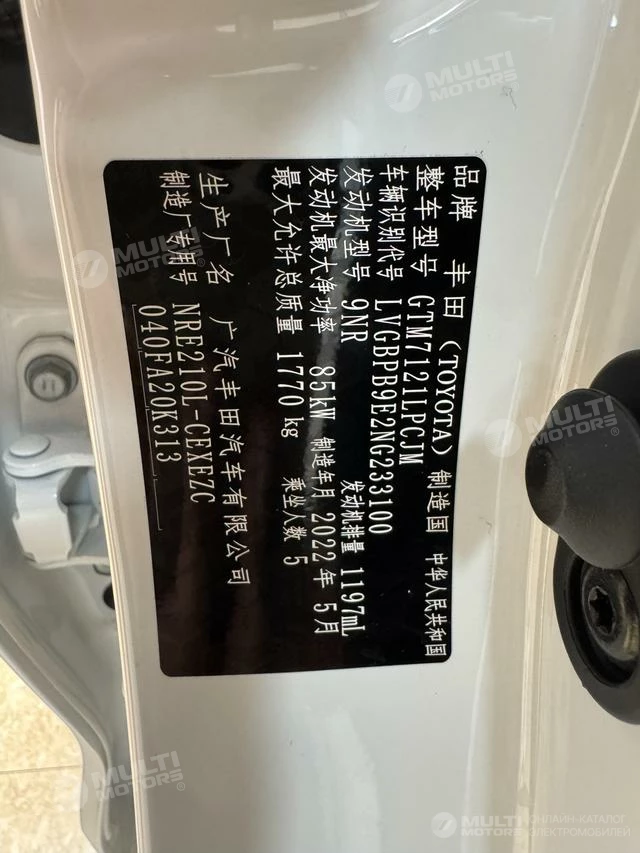 品牌 丰田（TOYOTA） 制造国 中华人民共和国
整车型号 GTM7121LPCJM
车辆识别代号 LVGBPB9E2NG233100
发动机型号 9NR 发动机排量 1197mL
发动机最大净功率 85kW 制造年月 2022年5月
最大允许总质量 1770kg 乘坐人数 5
生产厂名 广汽丰田汽车有限公司
制造厂专用号 NRE210L-CEXEZC
040FA20K313
MULTI
MOTORS
MULTI
MOTORS
MULTI
MOTORS
MULTI
MOTORS
MULTI
MOTORS
ОНЛАЙН-КАТАЛОГ
ЭЛЕКТРОМОБИЛЕЙ